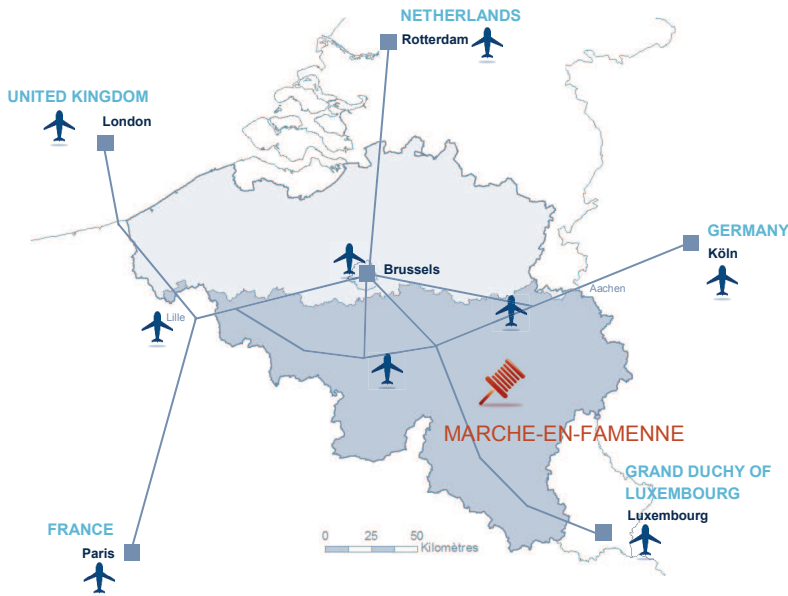 NETHERLANDS
Rotterdam
UNITED KINGDOM
London
GERMANY
Köln
Brussels
Aachen
Lille
MARCHE-EN-FAMENNE
GRAND DUCHY OF
LUXEMBOURG
Luxembourg
FRANCE
Paris
0 25 50
Kilomètres